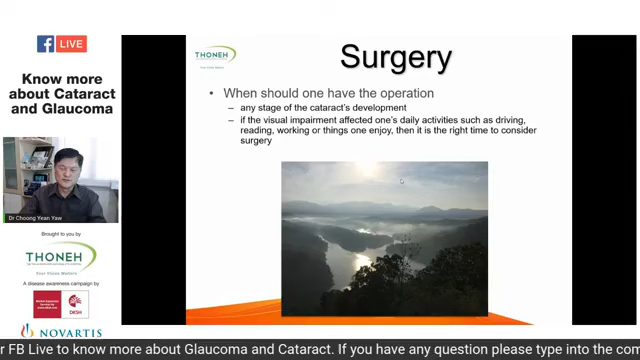 f LIVE
Know more
about Cataract
and Glaucoma
Dr Choong Yean Yaw
Brought to you by
THONEH
Your Vision Matters
A disease awareness campaign by
DKSH
NOVARTIS
THONEH
Surgery
• When should one have the operation
– any stage of the cataract's development
– if the visual impairment affected one's daily activities such as driving,
reading, working or things one enjoy, then it is the right time to consider
surgery
r FB Live to know more about Glaucoma and Cataract. If you have any question please type into the com